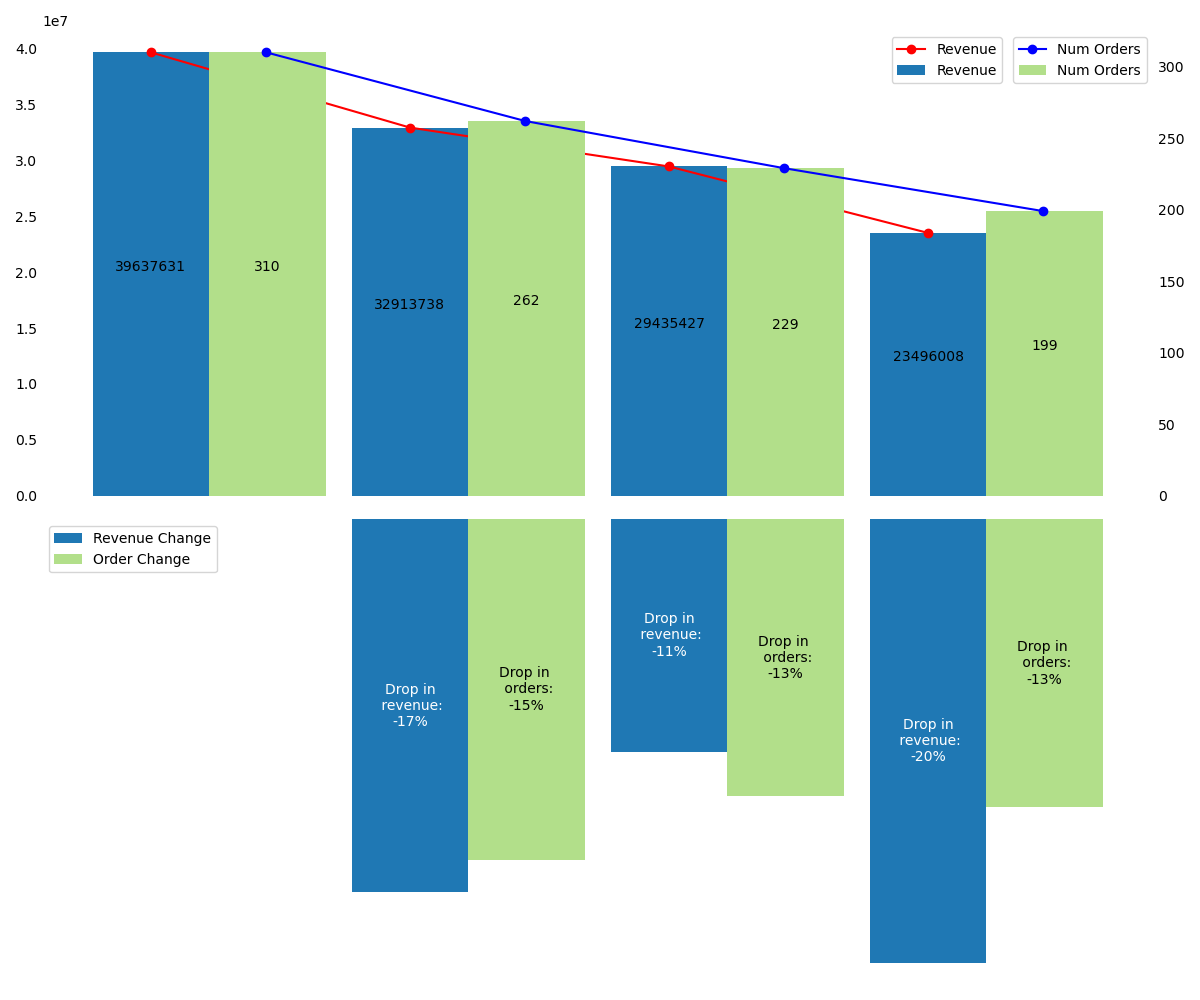 1e7
4.0
3.5
3.0
2.5
2.0
1.5
1.0
0.5
0.0
Revenue
Revenue
Num Orders
Num Orders
300
250
200
150
100
50
0
39637631
310
32913738
262
29435427
229
23496008
199
Revenue Change
Order Change
Drop in
revenue:
-17%
Drop in
orders:
-15%
Drop in
revenue:
-11%
Drop in
orders:
-13%
Drop in
revenue:
-20%
Drop in
orders:
-13%